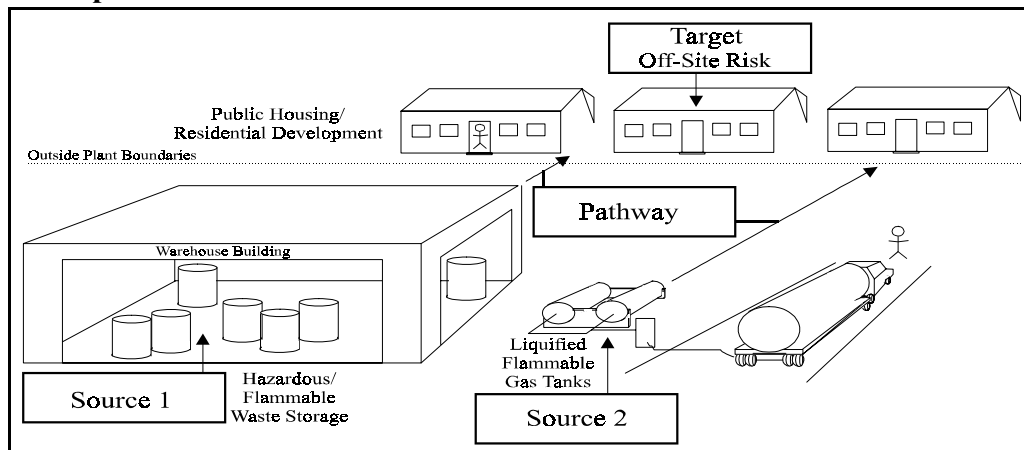 Target
Off-Site Risk
Public Housing/
Residential Development
Outside Plant Boundaries
Pathway
Warehouse Building
Liquified
Flammable
Gas Tanks
Hazardous/
Flammable
Waste Storage
Source 1
Source 2